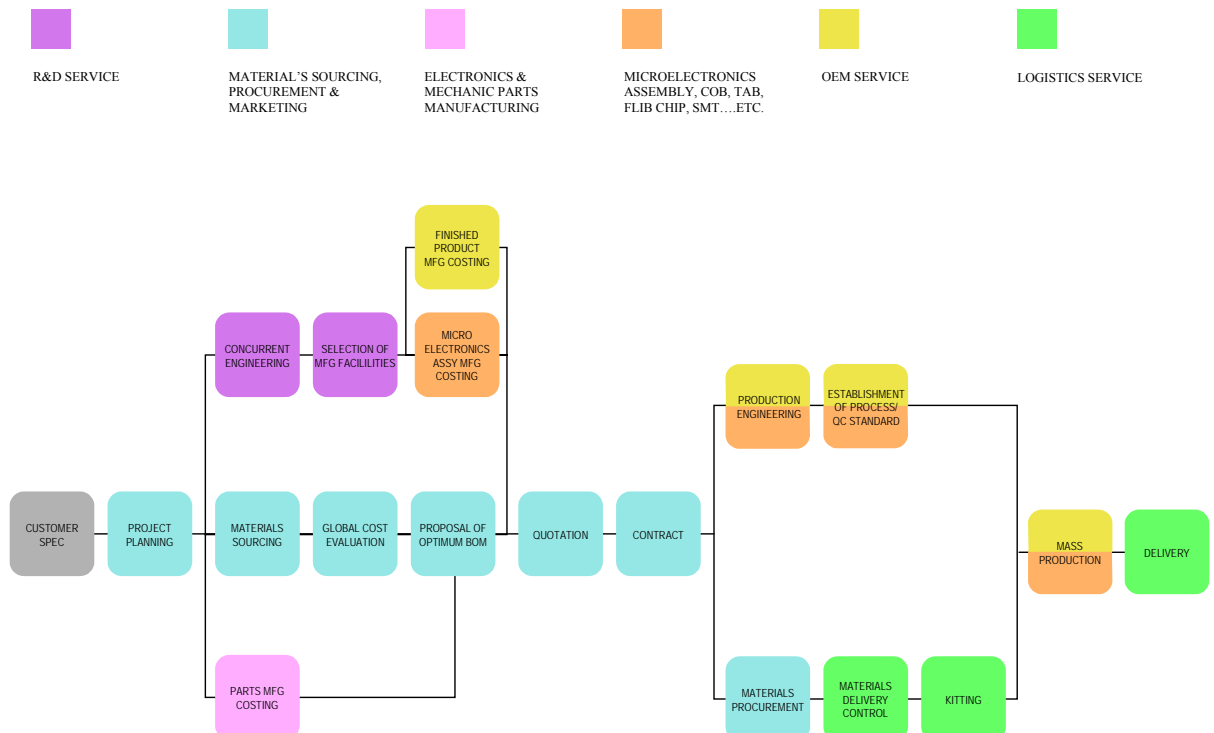 R&D SERVICE
MATERIAL'S SOURCING,
PROCUREMENT &
MARKETING
ELECTRONICS &
MECHANIC PARTS
MANUFACTURING
MICROELECTRONICS
ASSEMBLY, COB, TAB,
FLIB CHIP, SMT….ETC.
OEM SERVICE
LOGISTICS SERVICE
FINISHED
PRODUCT
MFG COSTING
CONCURRENT
ENGINEERING
SELECTION OF
MFG FACILILITIES
MICRO
ELECTRONICS
ASSY MFG
COSTING
PRODUCTION
ENGINEERING
ESTABLISHMENT
OF PROCESS/
QC STANDARD
CUSTOMER
SPEC
PROJECT
PLANNING
MATERIALS
SOURCING
GLOBAL COST
EVALUATION
PROPOSAL OF
OPTIMUM BOM
QUOTATION
CONTRACT
MASS
PRODUCTION
DELIVERY
PARTS MFG
COSTING
MATERIALS
PROCUREMENT
MATERIALS
DELIVERY
CONTROL
KITTING